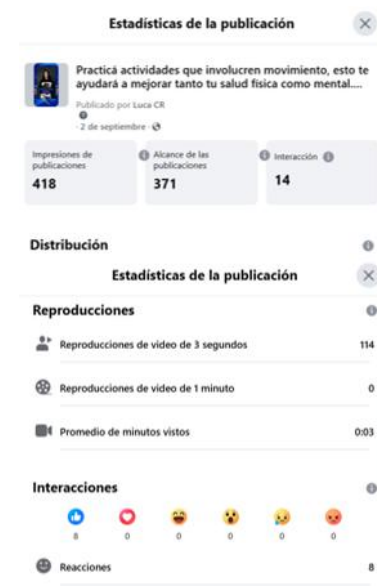 Estadísticas de la publicación
Practicá actividades que involucren movimiento, esto te
ayudará a mejorar tanto tu salud física como mental....
Publicado por Luca CR
· 2 de septiembre ·
Impresiones de
publicaciones
418
Alcance de las
publicaciones
371
Interacción
14
Distribución
Estadísticas de la publicación
Reproducciones
Reproducciones de video de 3 segundos 114
Reproducciones de video de 1 minuto 0
Promedio de minutos vistos 0:03
Interacciones
8 0 0 0 0 0
Reacciones 8